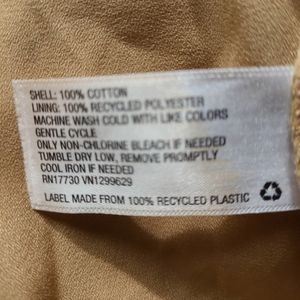 SHELL: 100% COTTON
LINING: 100% RECYCLED POLYESTER
MACHINE WASH COLD WITH LIKE COLORS
GENTLE CYCLE
ONLY NON-CHLORINE BLEACH IF NEEDED
TUMBLE DRY LOW, REMOVE PROMPTLY
COOL IRON IF NEEDED
RN17730 VN1299629
LABEL MADE FROM 100% RECYCLED PLASTIC